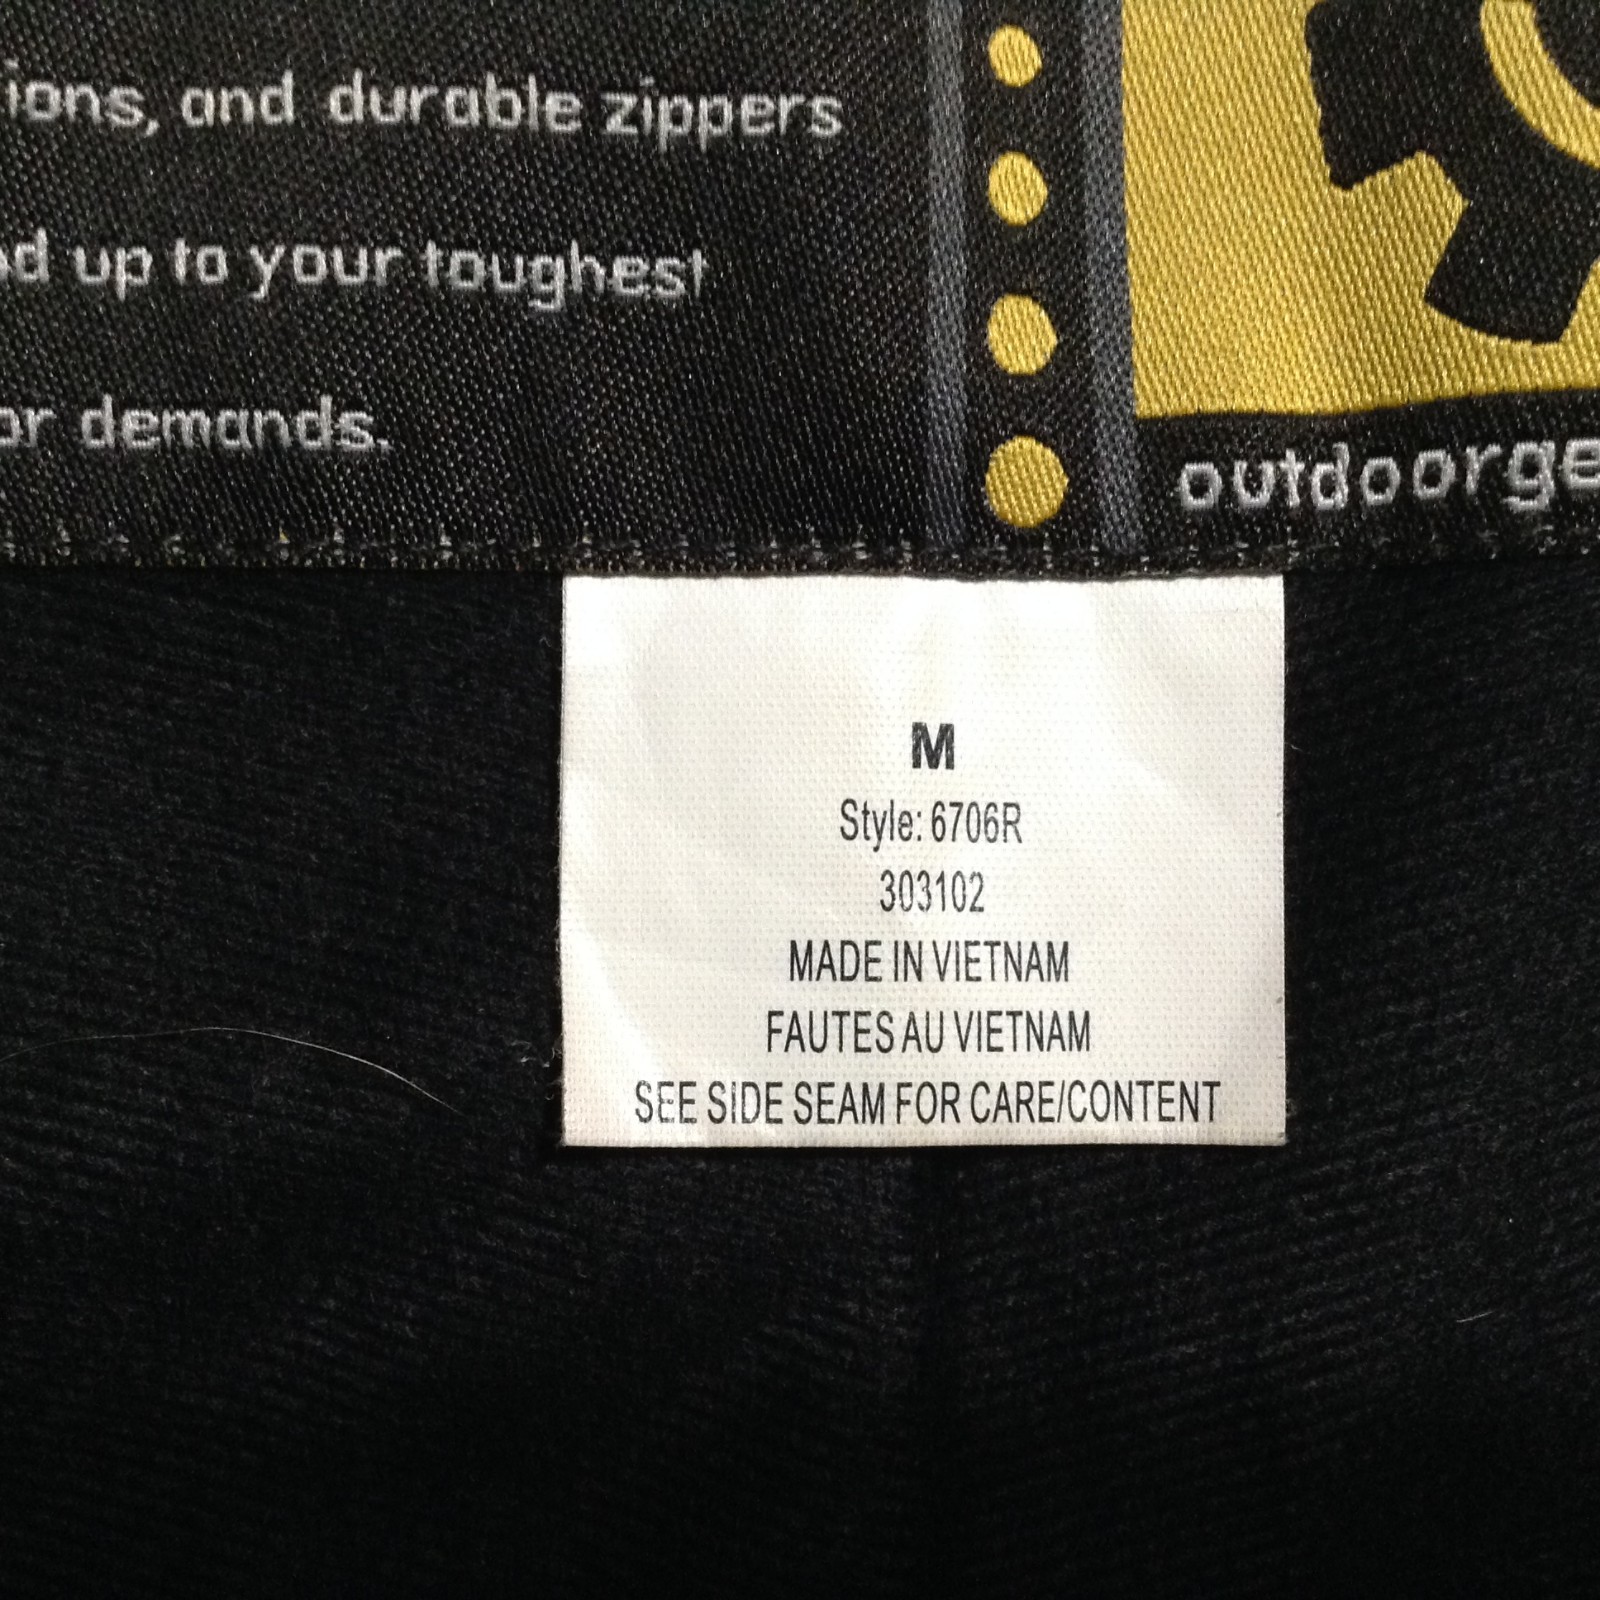 ions, and durable zippers
d up to your toughest
or demands.
outdoorge
M
Style: 6706R
303102
MADE IN VIETNAM
FAUTES AU VIETNAM
SEE SIDE SEAM FOR CARE/CONTENT